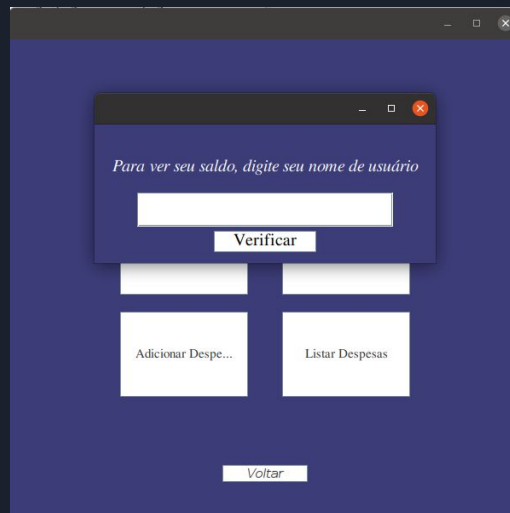 Para ver seu saldo, digite seu nome de usuário
Verificar
Adicionar Despe...
Listar Despesas
Voltar